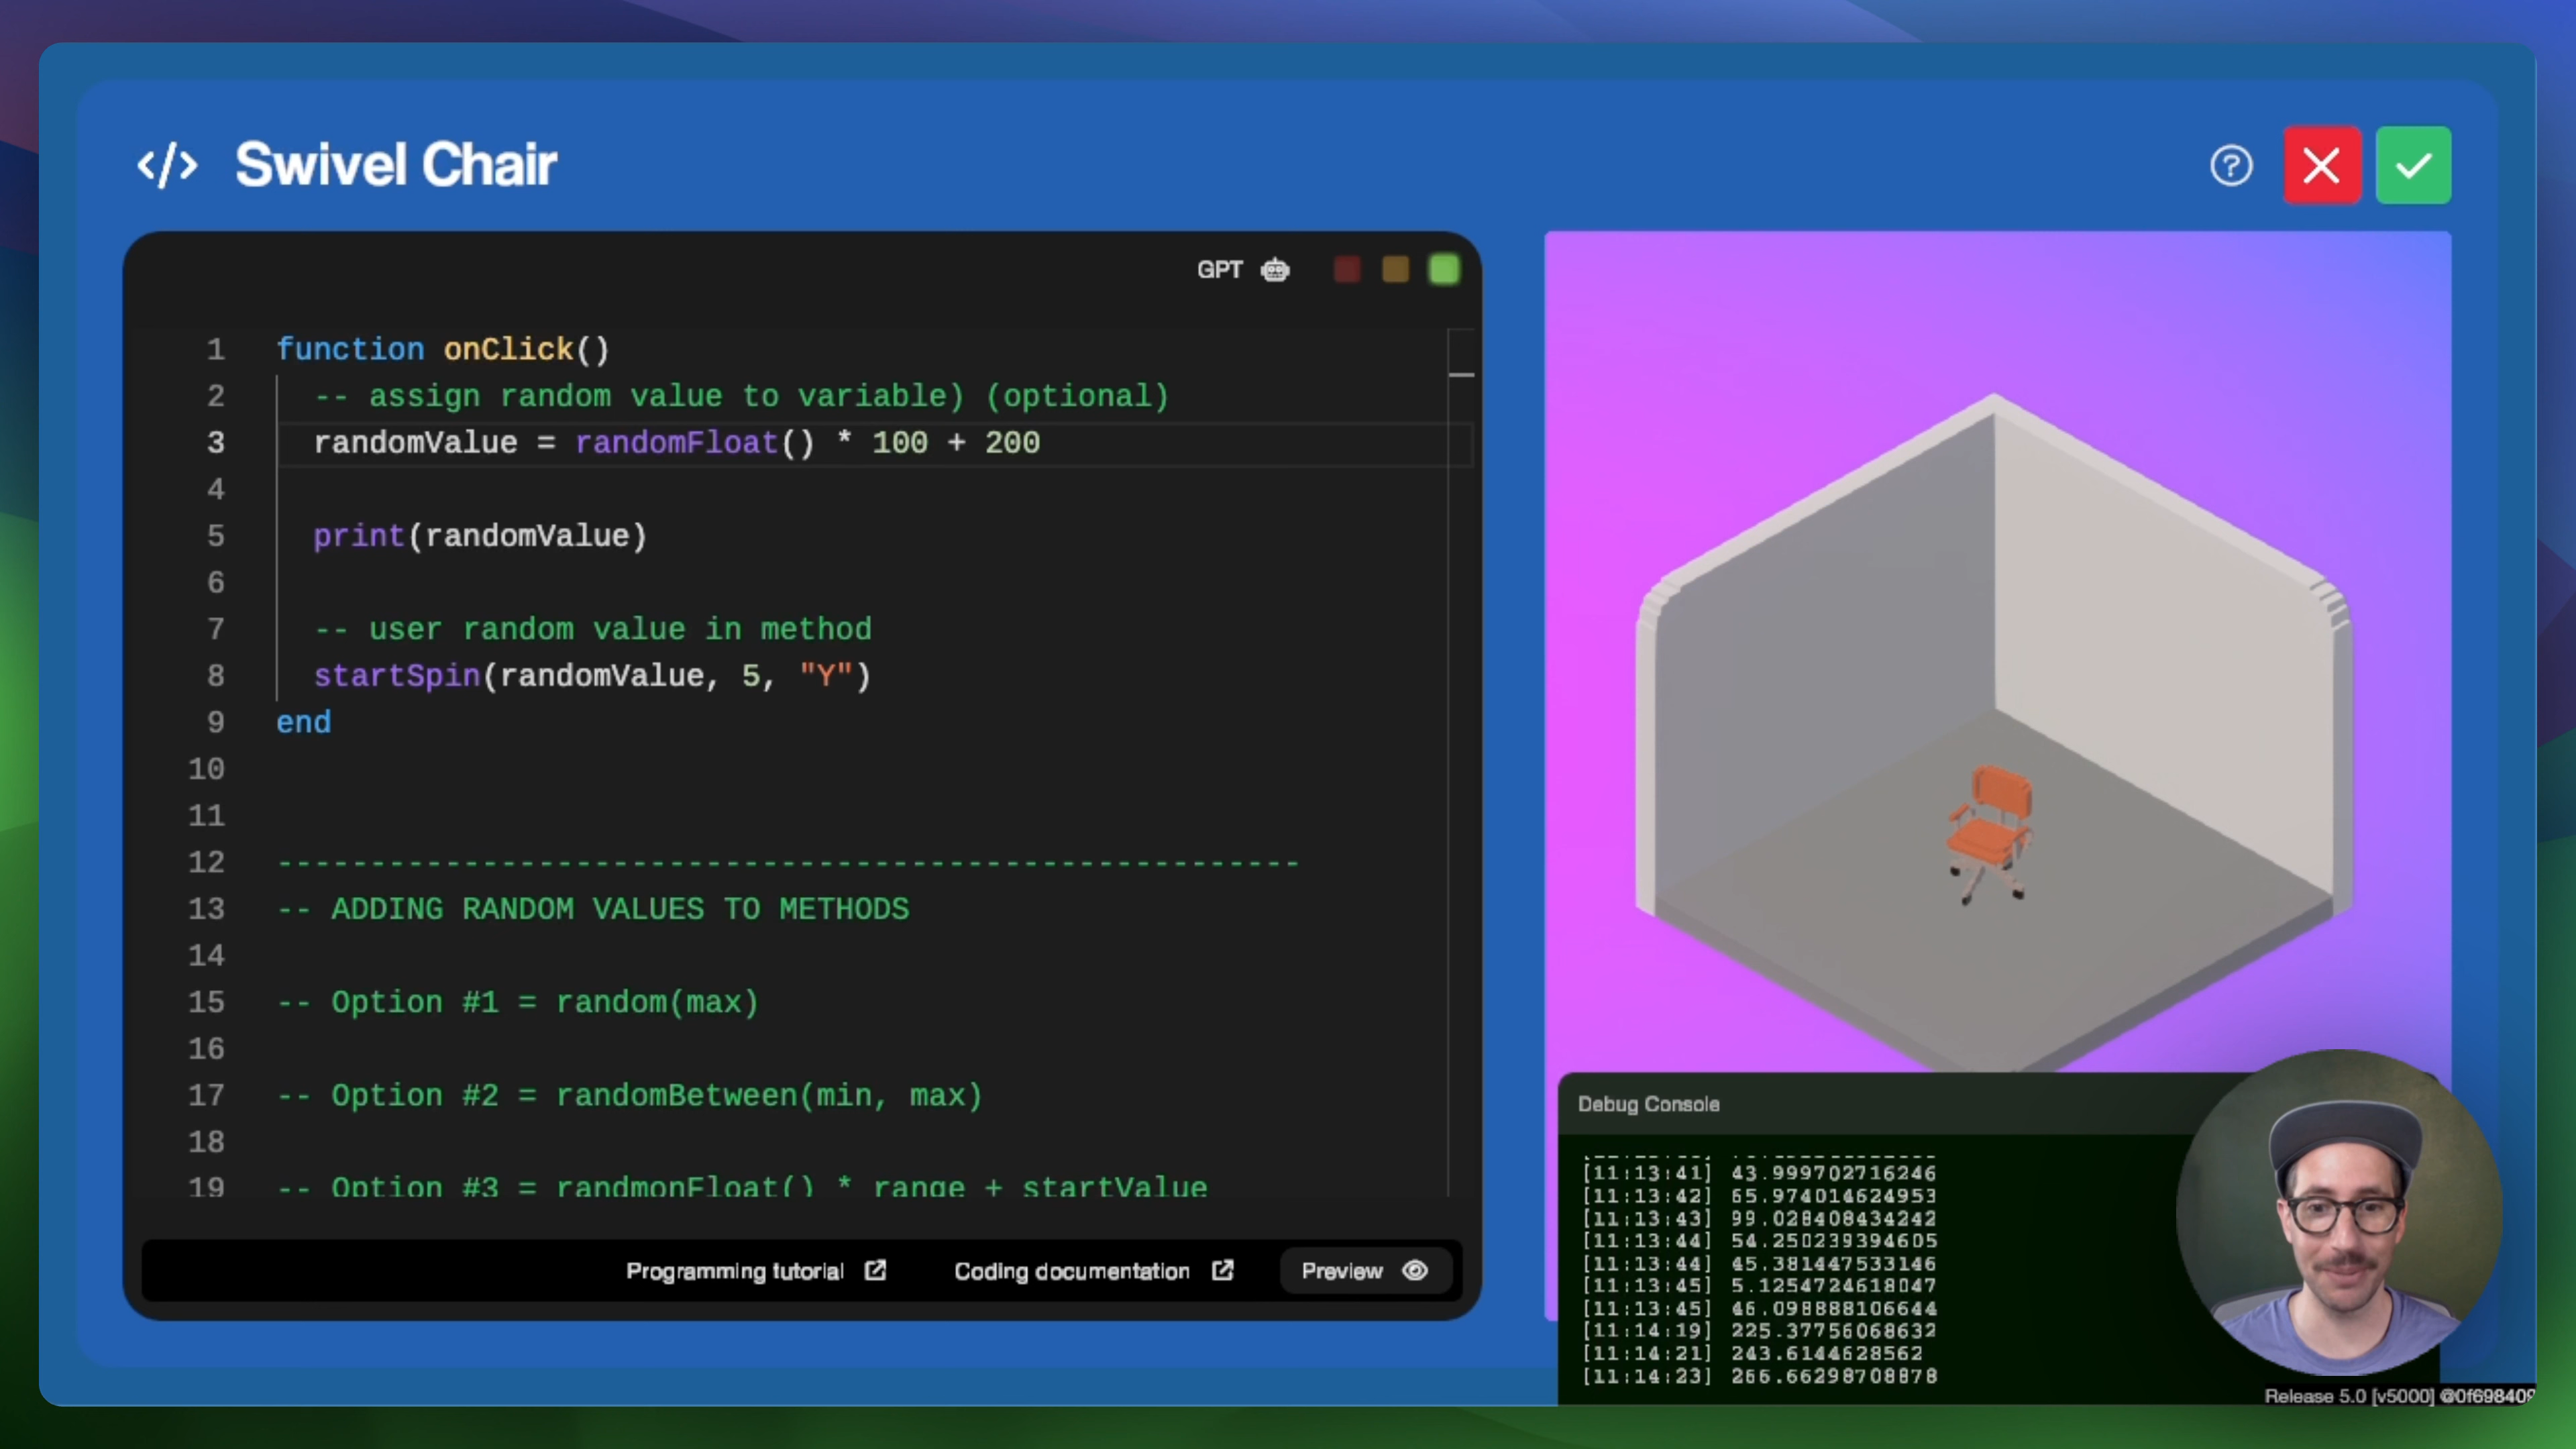 </> Swivel Chair
GPT
1 function onClick()
2 -- assign random value to variable) (optional)
3 randomValue = randomFloat() * 100 + 200
4
5 print(randomValue)
6
7 -- user random value in method
8 startSpin(randomValue, 5, "Y")
9 end
10
11
12 -------------------------------------------------------
13 -- ADDING RANDOM VALUES TO METHODS
14
15 -- Option #1 = random(max)
16
17 -- Option #2 = randomBetween(min, max)
18
19 -- Option #3 = randmonFloat() * range + startValue
Programming tutorial
Coding documentation
Preview
Debug Console
[11:13:41] 43.999702716246
[11:13:42] 65.974014624953
[11:13:43] 99.028408434242
[11:13:44] 54.250239394605
[11:13:44] 45.381447533146
[11:13:45] 5.1254724618047
[11:13:45] 46.098888106644
[11:14:19] 225.37756068632
[11:14:21] 243.6144628562
[11:14:23] 266.66298708878
Release 5.0 [v5000] @0f698409